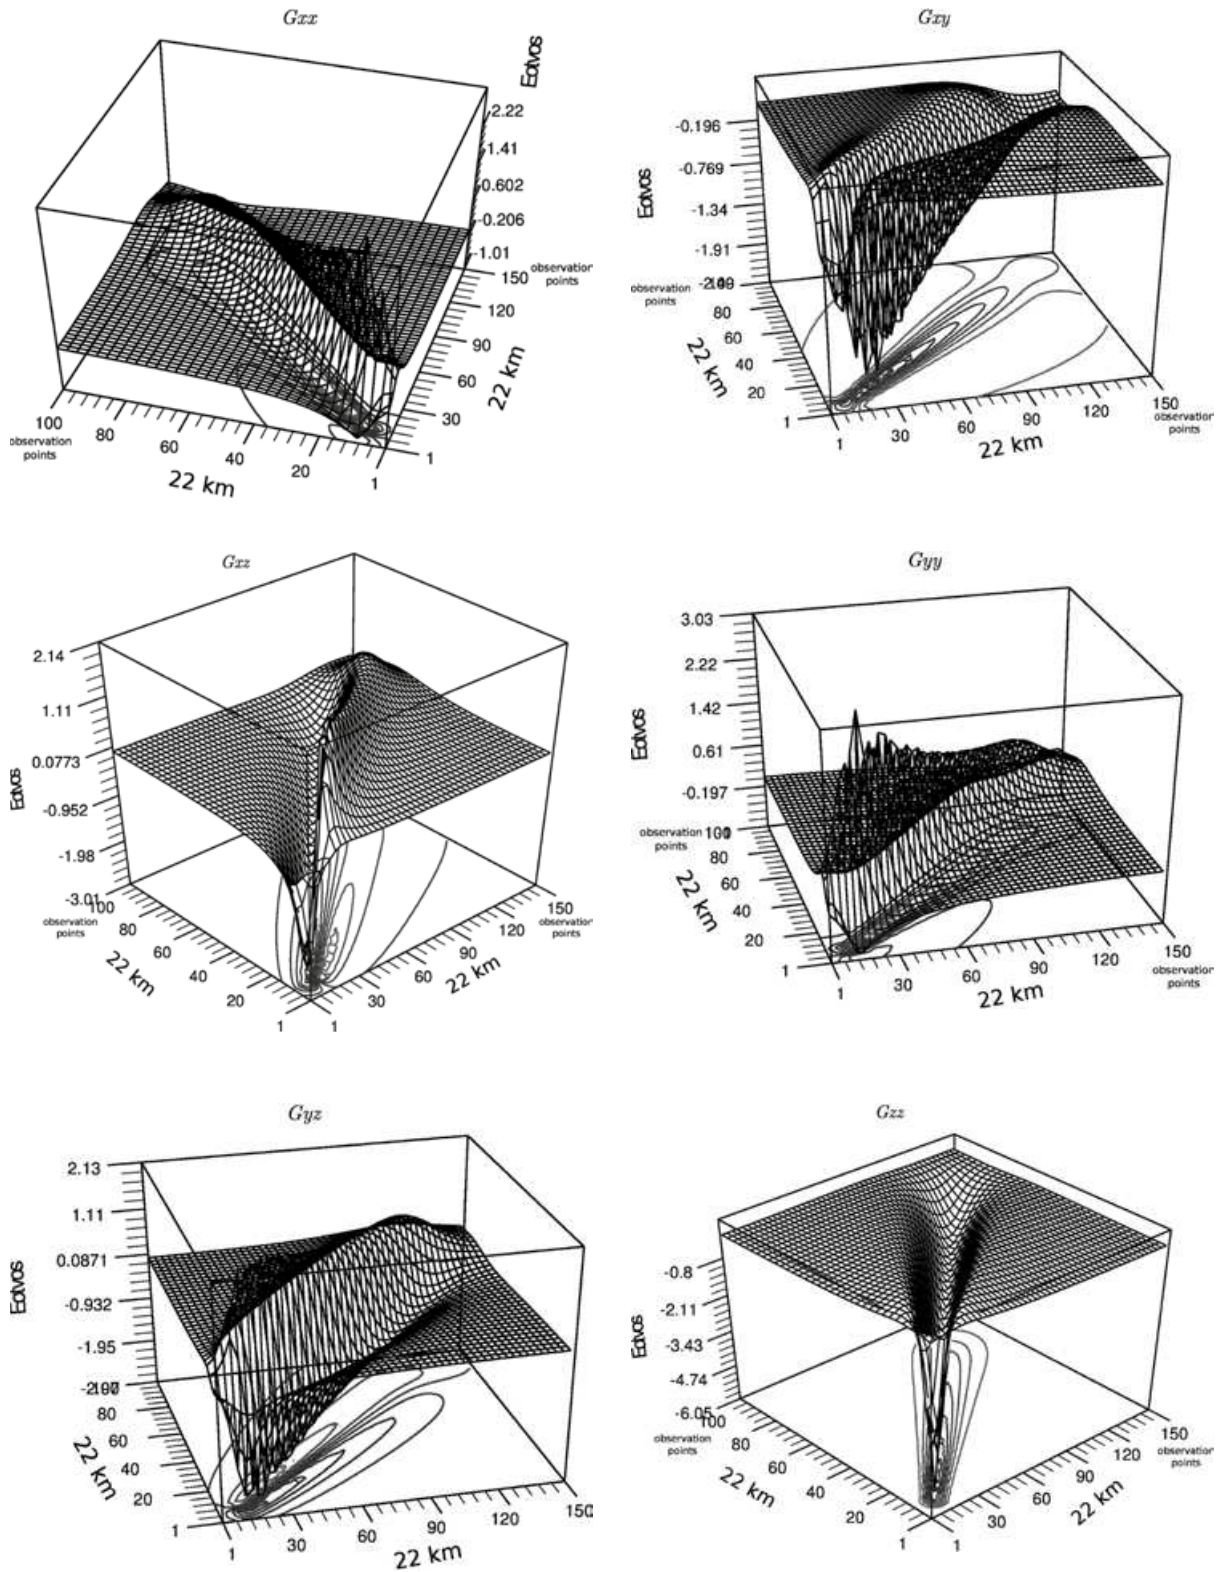 Gxx
Eotvos
2.22
1.41
0.602
-0.206
-1.01
150
observation
points
120
90
60
30
1
22 km
100
observation
points
80
60
40
20
1
22 km
Gxy
Eotvos
-0.196
-0.769
-1.34
-1.91
observation
points
80
60
40
20
1
22 km
1
30
60
90
120
150
observation
points
22 km
Gxz
Eotvos
2.14
1.11
0.0773
-0.952
-1.98
-3.01
100
observation
points
80
60
40
20
1
22 km
1
30
60
90
120
150
observation
points
22 km
Gyy
Eotvos
3.03
2.22
1.42
0.61
-0.197
observation
points
80
60
40
20
1
22 km
1
30
60
90
120
150
observation
points
22 km
Gyz
Eotvos
2.13
1.11
0.0871
-0.932
-1.95
80
60
40
20
1
22 km
1
30
60
90
120
150
22 km
Gzz
Eotvos
-0.8
-2.11
-3.43
-4.74
-6.05
100
observation
points
80
60
40
20
1
22 km
1
30
60
90
120
150
observation
points
22 km